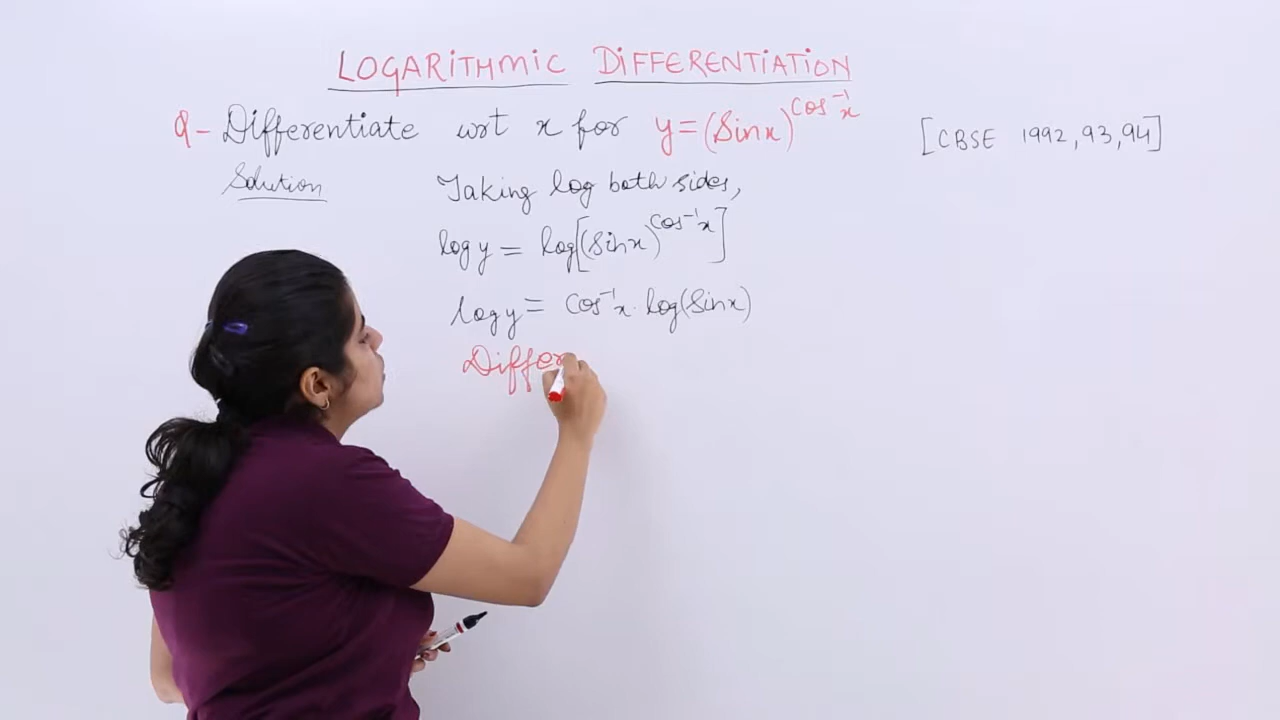 LOGARITHMIC DIFFERENTIATION
Q- Differentiate wrt x for y=(Sinx)^Cos⁻¹x [CBSE 1992,93,94]
Solution Taking log both sides,
log y = log[(Sinx)^Cos⁻¹x]
log y = Cos⁻¹x. log(Sinx)
Differ